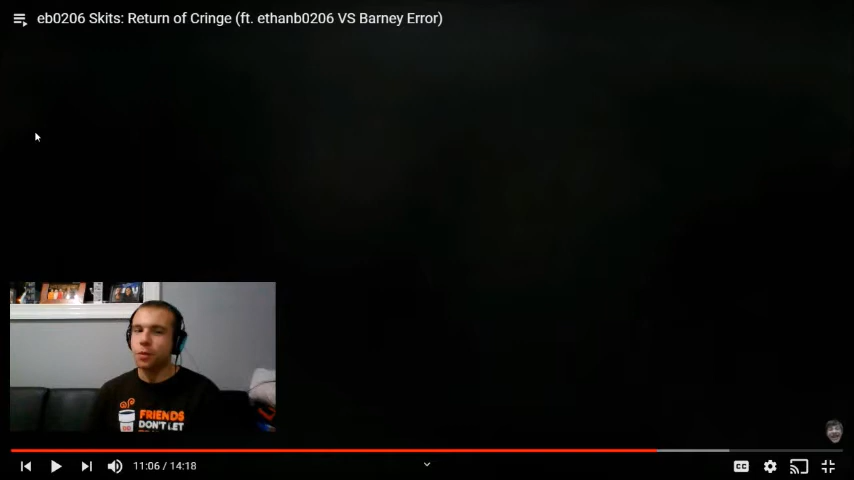 eb0206 Skits: Return of Cringe (ft. ethanb0206 VS Barney Error)
FRIENDS
DON'T LET
11:06 / 14:18
CC